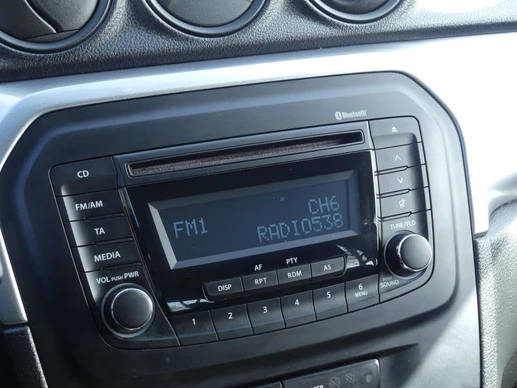 Bluetooth
CD
FM/AM
TA
MEDIA
VOL PUSH PWR
FM1
CH6
RADIO538
AF
PTY
DISP
RPT
RDM
AS
1
2
3
4
5
6
MENU
TUNE/FLD
SOUND